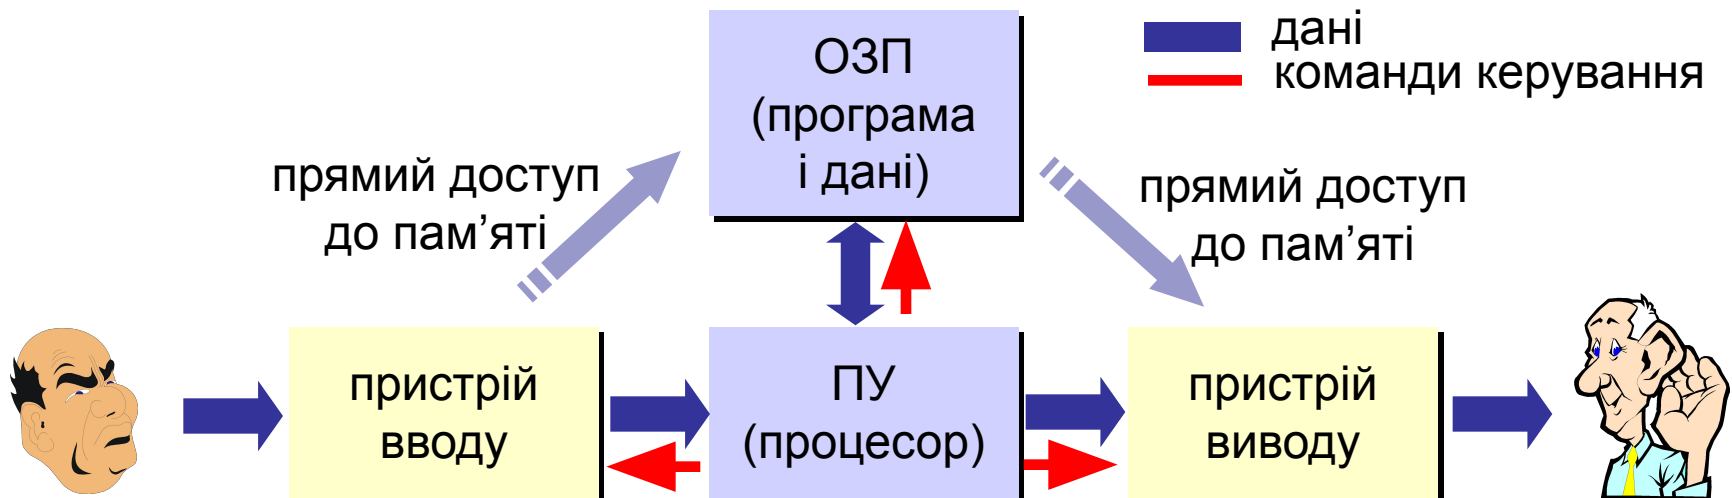 ОЗП
(програма
і дані)
дані
команди керування
прямий доступ
до пам’яті
прямий доступ
до пам’яті
пристрій
вводу
ПУ
(процесор)
пристрій
виводу